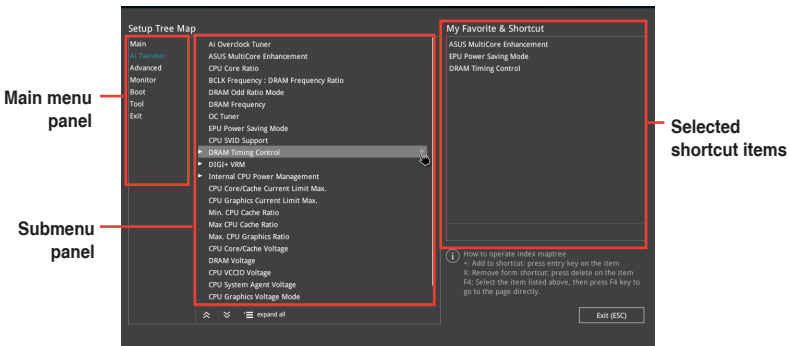 Setup Tree Map
Main
Ai Tweaker
Advanced
Monitor
Boot
Tool
Exit
Ai Overclock Tuner
ASUS MultiCore Enhancement
CPU Core Ratio
BCLK Frequency : DRAM Frequency Ratio
DRAM Odd Ratio Mode
DRAM Frequency
OC Tuner
EPU Power Saving Mode
CPU SVID Support
DRAM Timing Control +
DIGI+ VRM
Internal CPU Power Management
CPU Core/Cache Current Limit Max.
CPU Graphics Current Limit Max.
Min. CPU Cache Ratio
Max CPU Cache Ratio
Max. CPU Graphics Ratio
CPU Core/Cache Voltage
DRAM Voltage
CPU VCCIO Voltage
CPU System Agent Voltage
CPU Graphics Voltage Mode
expand all
My Favorite & Shortcut
ASUS MultiCore Enhancement
EPU Power Saving Mode
DRAM Timing Control
How to operate index maptree
+: Add to shortcut: press entry key on the item
X: Remove form shortcut: press delete on the item
F4: Select the item listed above, then press F4 key to
go to the page directly.
Exit (ESC)
Main menu
panel
Submenu
panel
Selected
shortcut items